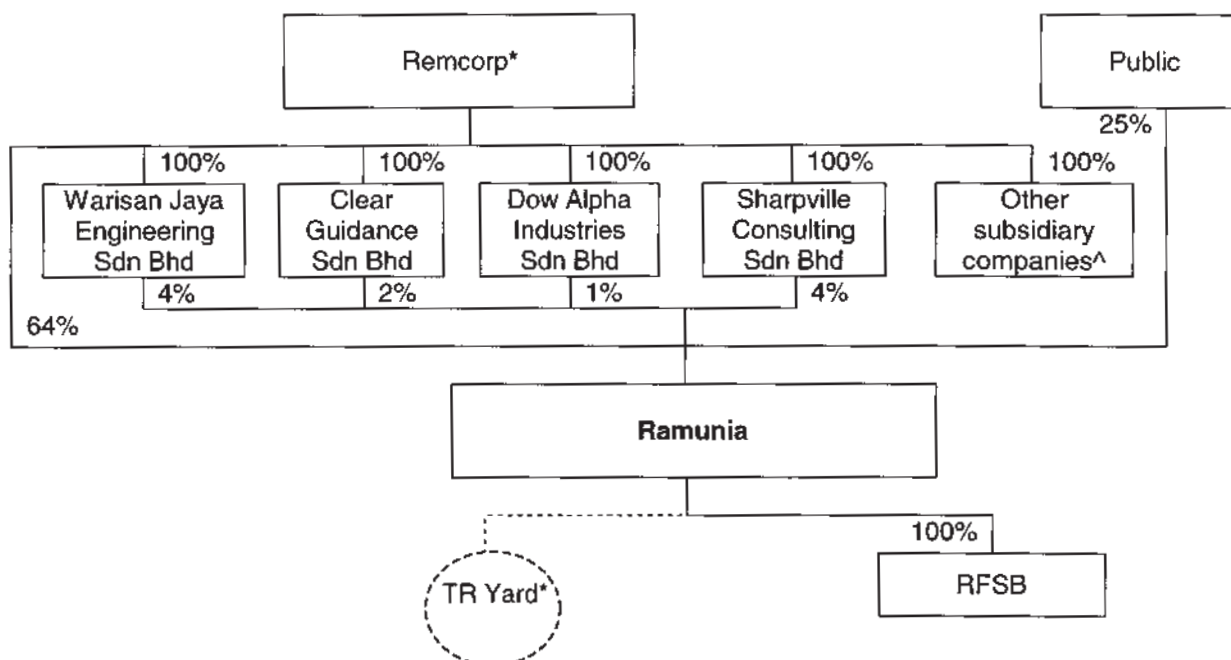 Remcorp*
Public
25%
100%
100%
100%
100%
100%
Warisan Jaya
Engineering
Sdn Bhd
Clear
Guidance
Sdn Bhd
Dow Alpha
Industries
Sdn Bhd
Sharpville
Consulting
Sdn Bhd
Other
subsidiary
companies^
4%
2%
1%
4%
64%
Ramunia
100%
TR Yard*
RFSB